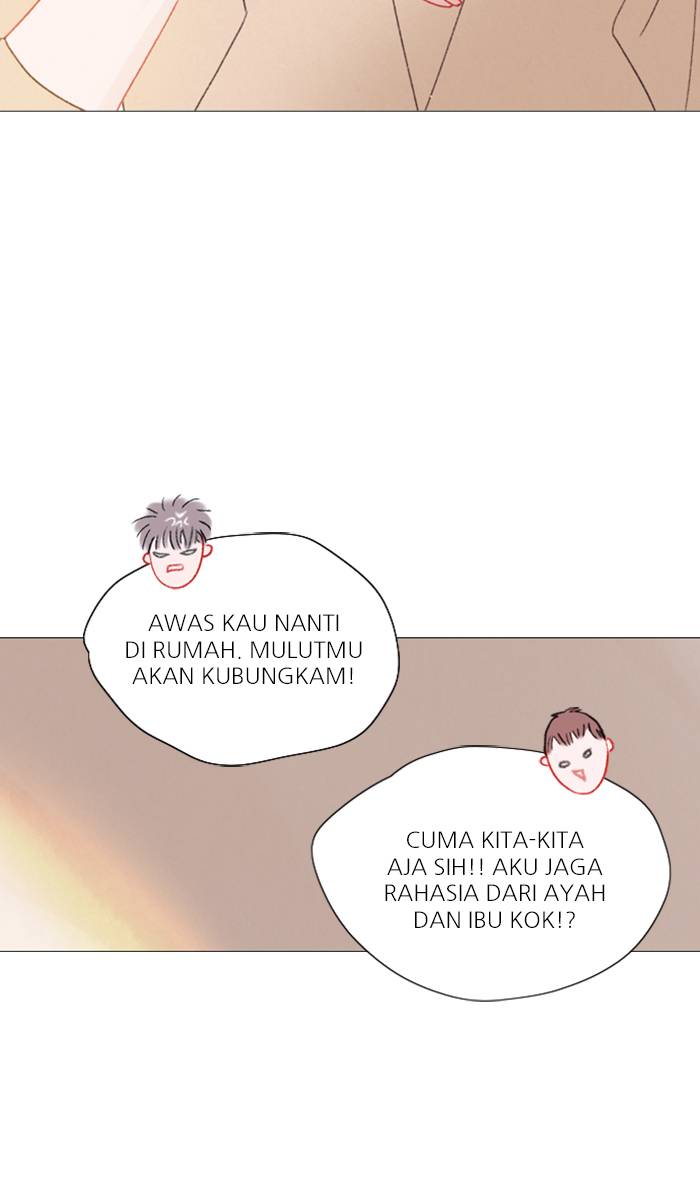 AWAS KAU NANTI
DI RUMAH. MULUTMU
AKAN KUBUNGKAM!
CUMA KITA-KITA
AJA SIH!! AKU JAGA
RAHASIA DARI AYAH
DAN IBU KOK!?